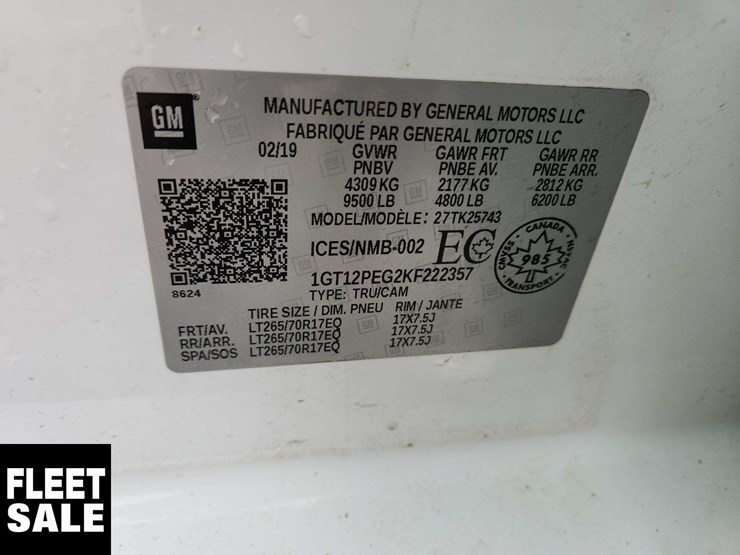 GM
MANUFACTURED BY GENERAL MOTORS LLC
FABRIQUÉ PAR GENERAL MOTORS LLC
02/19 GVWR GAWR FRT GAWR RR
PNBV PNBE AV. PNBE ARR.
4309 KG 2177 KG 2812 KG
9500 LB 4800 LB 6200 LB
MODEL/MODÈLE: 27TK25743
ICES/NMB-002 EC
CANADA
985
CMVSS NSVAC
1GT12PEG2KF222357
8624
TYPE: TRU/CAM
TIRE SIZE / DIM. PNEU RIM / JANTE
FRT/AV. LT265/70R17EQ 17X7.5J
RR/ARR. LT265/70R17EQ 17X7.5J
SPA/SOS LT265/70R17EQ 17X7.5J
FLEET
SALE